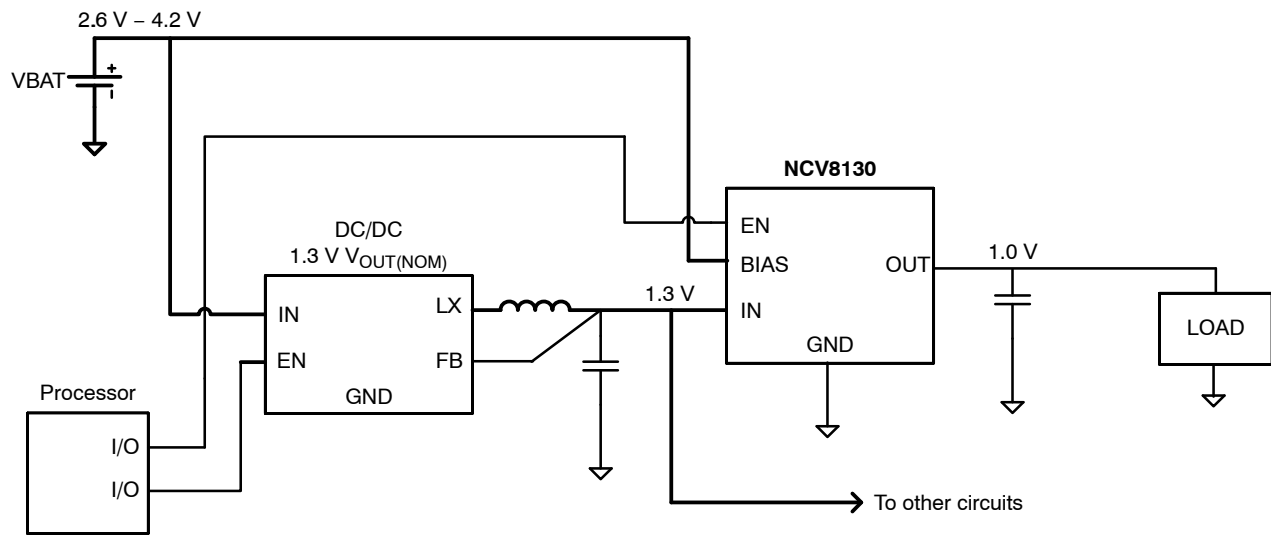 2.6 V – 4.2 V
VBAT
+
NCV8130
EN
BIAS
OUT
1.0 V
DC/DC
1.3 V VOUT(NOM)
LX
1.3 V
IN
IN
LOAD
EN
FB
GND
GND
Processor
I/O
I/O
To other circuits